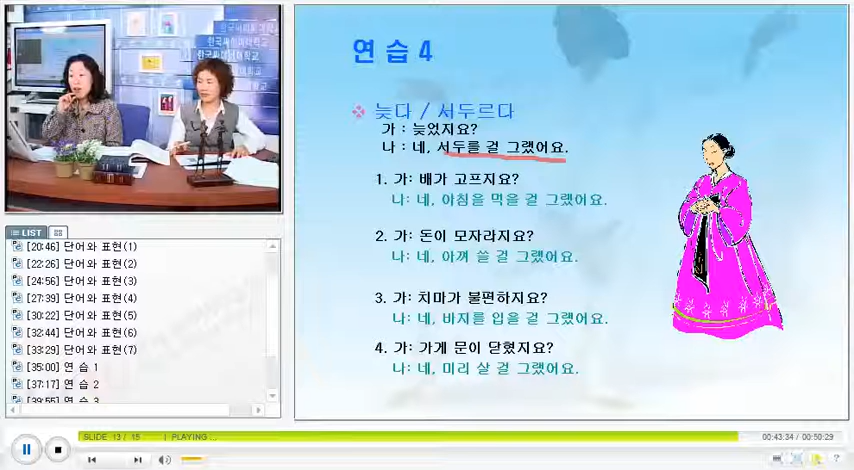 연 습 4
늦다 / 서두르다
가 : 늦었지요?
나 : 네, 서두를 걸 그랬어요.
1. 가: 배가 고프지요?
나: 네, 아침을 먹을 걸 그랬어요.
2. 가: 돈이 모자라지요?
나: 네, 아껴 쓸 걸 그랬어요.
3. 가: 치마가 불편하지요?
나: 네, 바지를 입을 걸 그랬어요.
4. 가: 가게 문이 닫혔지요?
나: 네, 미리 살 걸 그랬어요.
LIST
[20:46] 단어와 표현(1)
[22:26] 단어와 표현(2)
[24:56] 단어와 표현(3)
[27:39] 단어와 표현(4)
[30:22] 단어와 표현(5)
[32:44] 단어와 표현(6)
[33:29] 단어와 표현(7)
[35:00] 연 습 1
[37:17] 연 습 2
[39:55] 연 습 3
SLIDE 13 / 15 | PLAYING ...
00:43:34 / 00:50:29